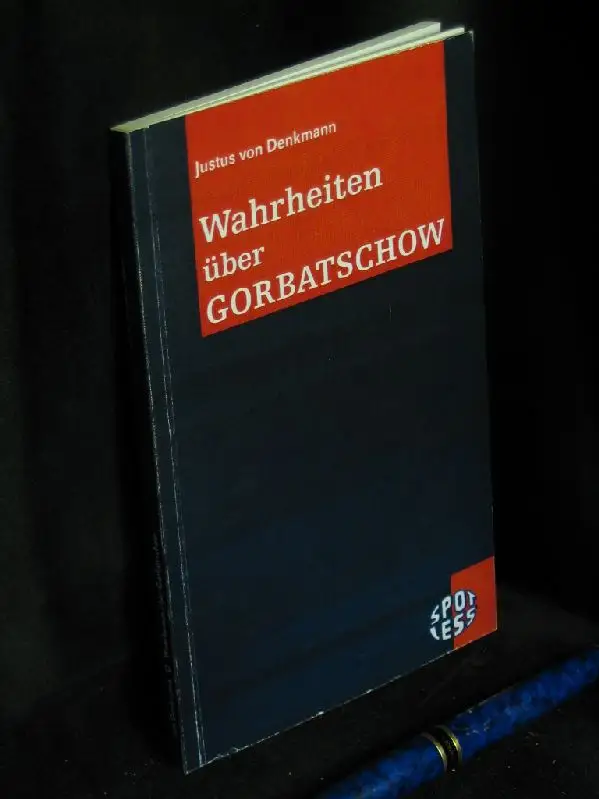 Justus von Denkmann
Wahrheiten
über
GORBATSCHOW
SPOT
LESS